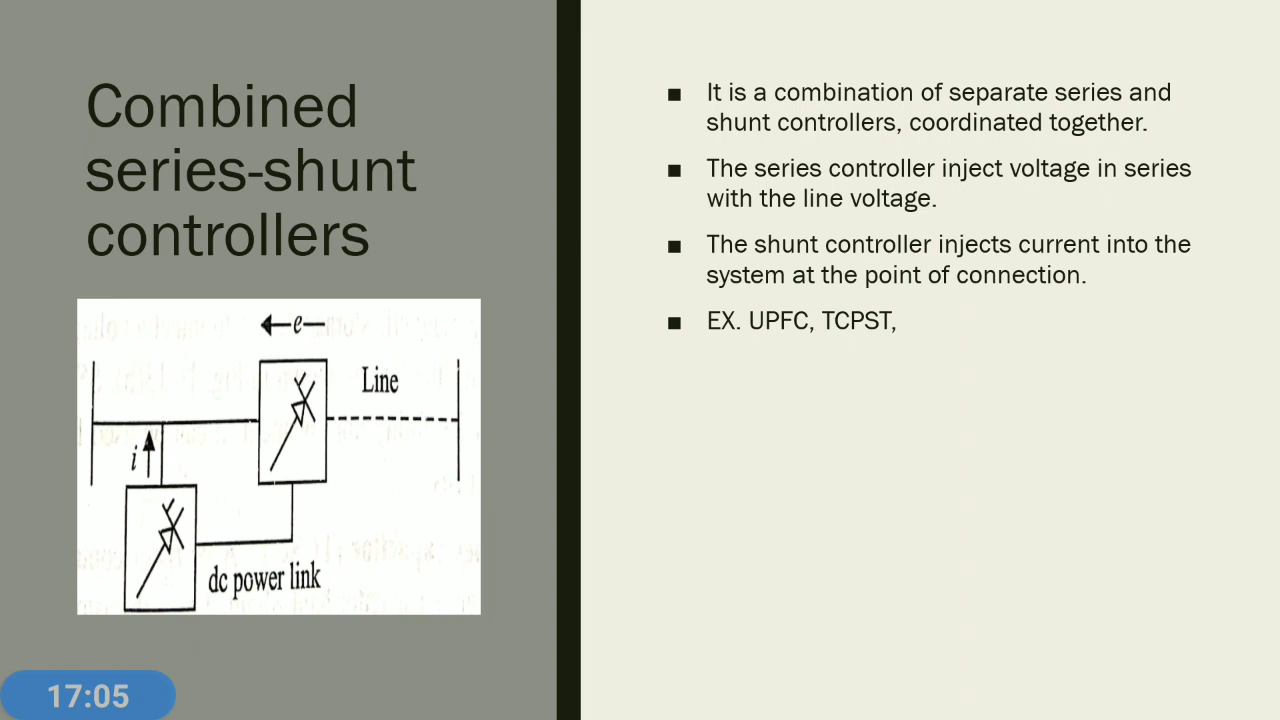 Combined
series-shunt
controllers
e
Line
i
dc power link
17:05
■ It is a combination of separate series and
shunt controllers, coordinated together.
■ The series controller inject voltage in series
with the line voltage.
■ The shunt controller injects current into the
system at the point of connection.
■ EX. UPFC, TCPST,